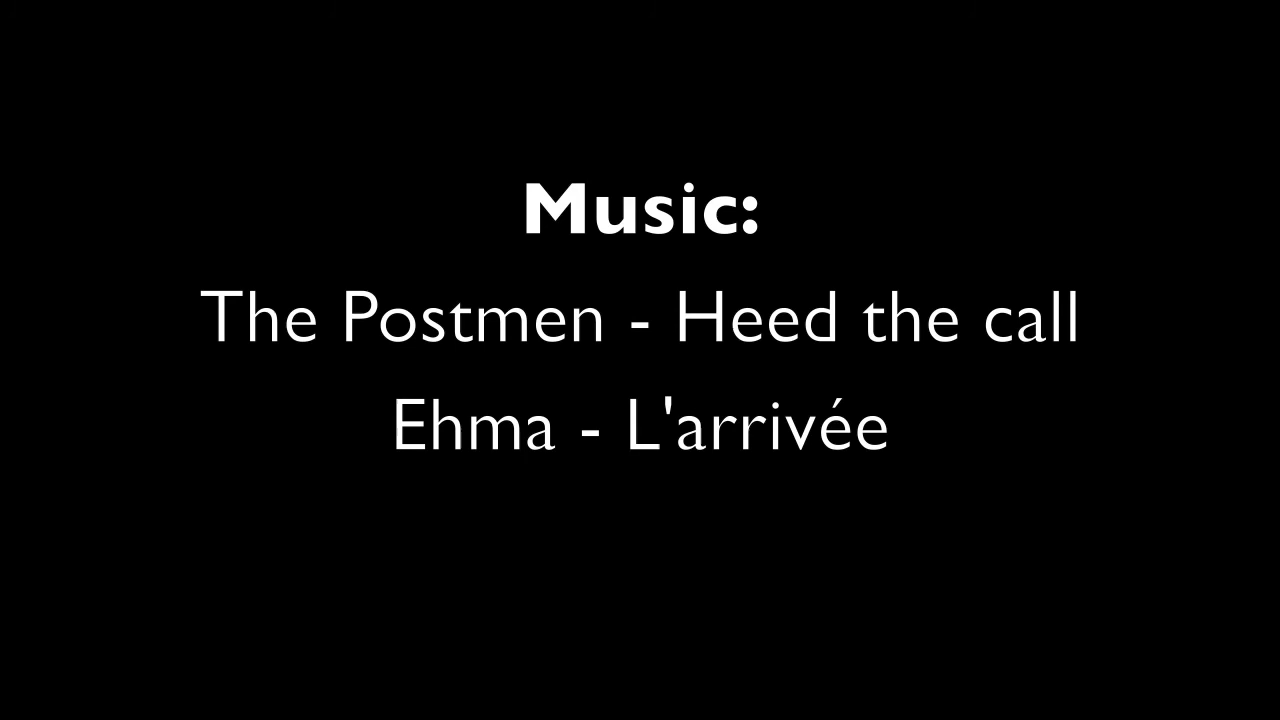 Music:
The Postmen - Heed the call
Ehma - L'arrivée